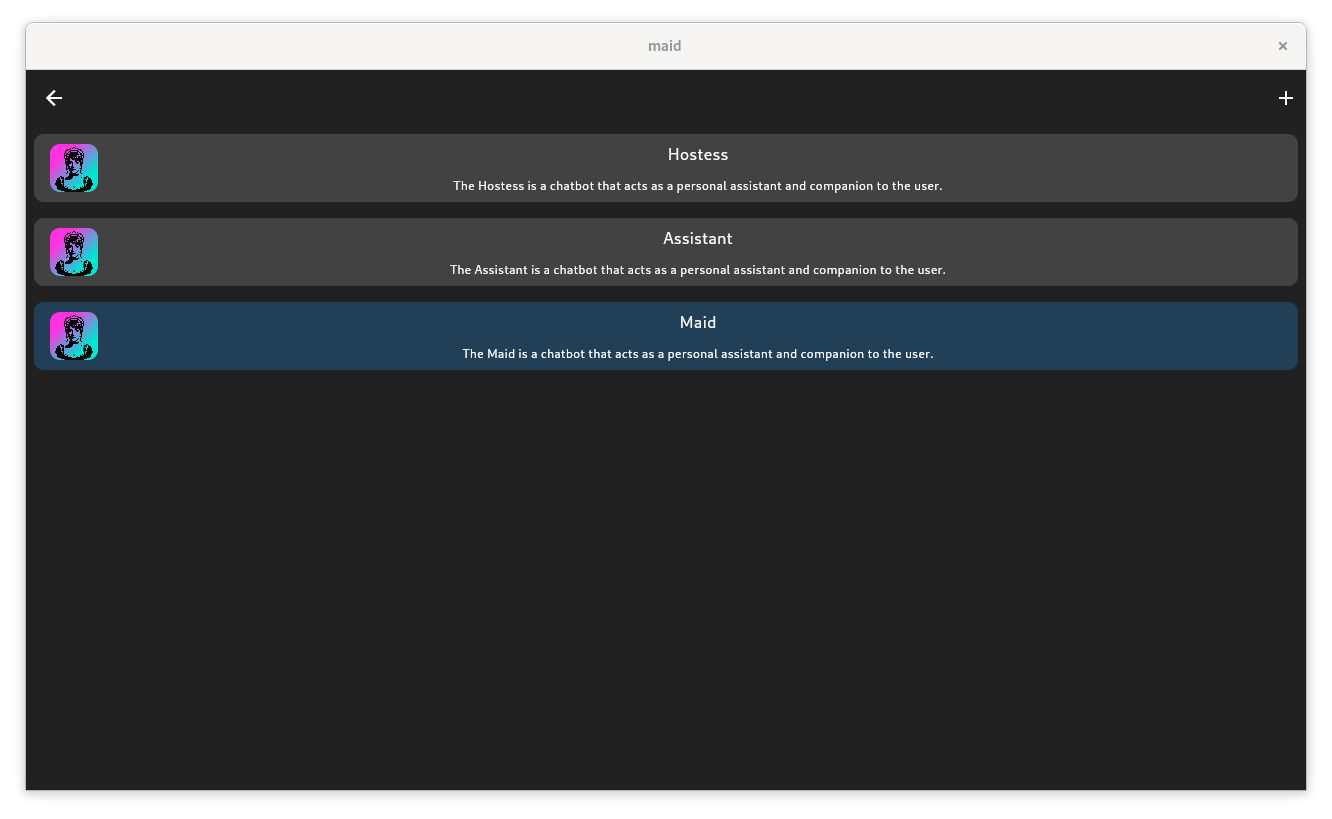 maid
Hostess
The Hostess is a chatbot that acts as a personal assistant and companion to the user.
Assistant
The Assistant is a chatbot that acts as a personal assistant and companion to the user.
Maid
The Maid is a chatbot that acts as a personal assistant and companion to the user.